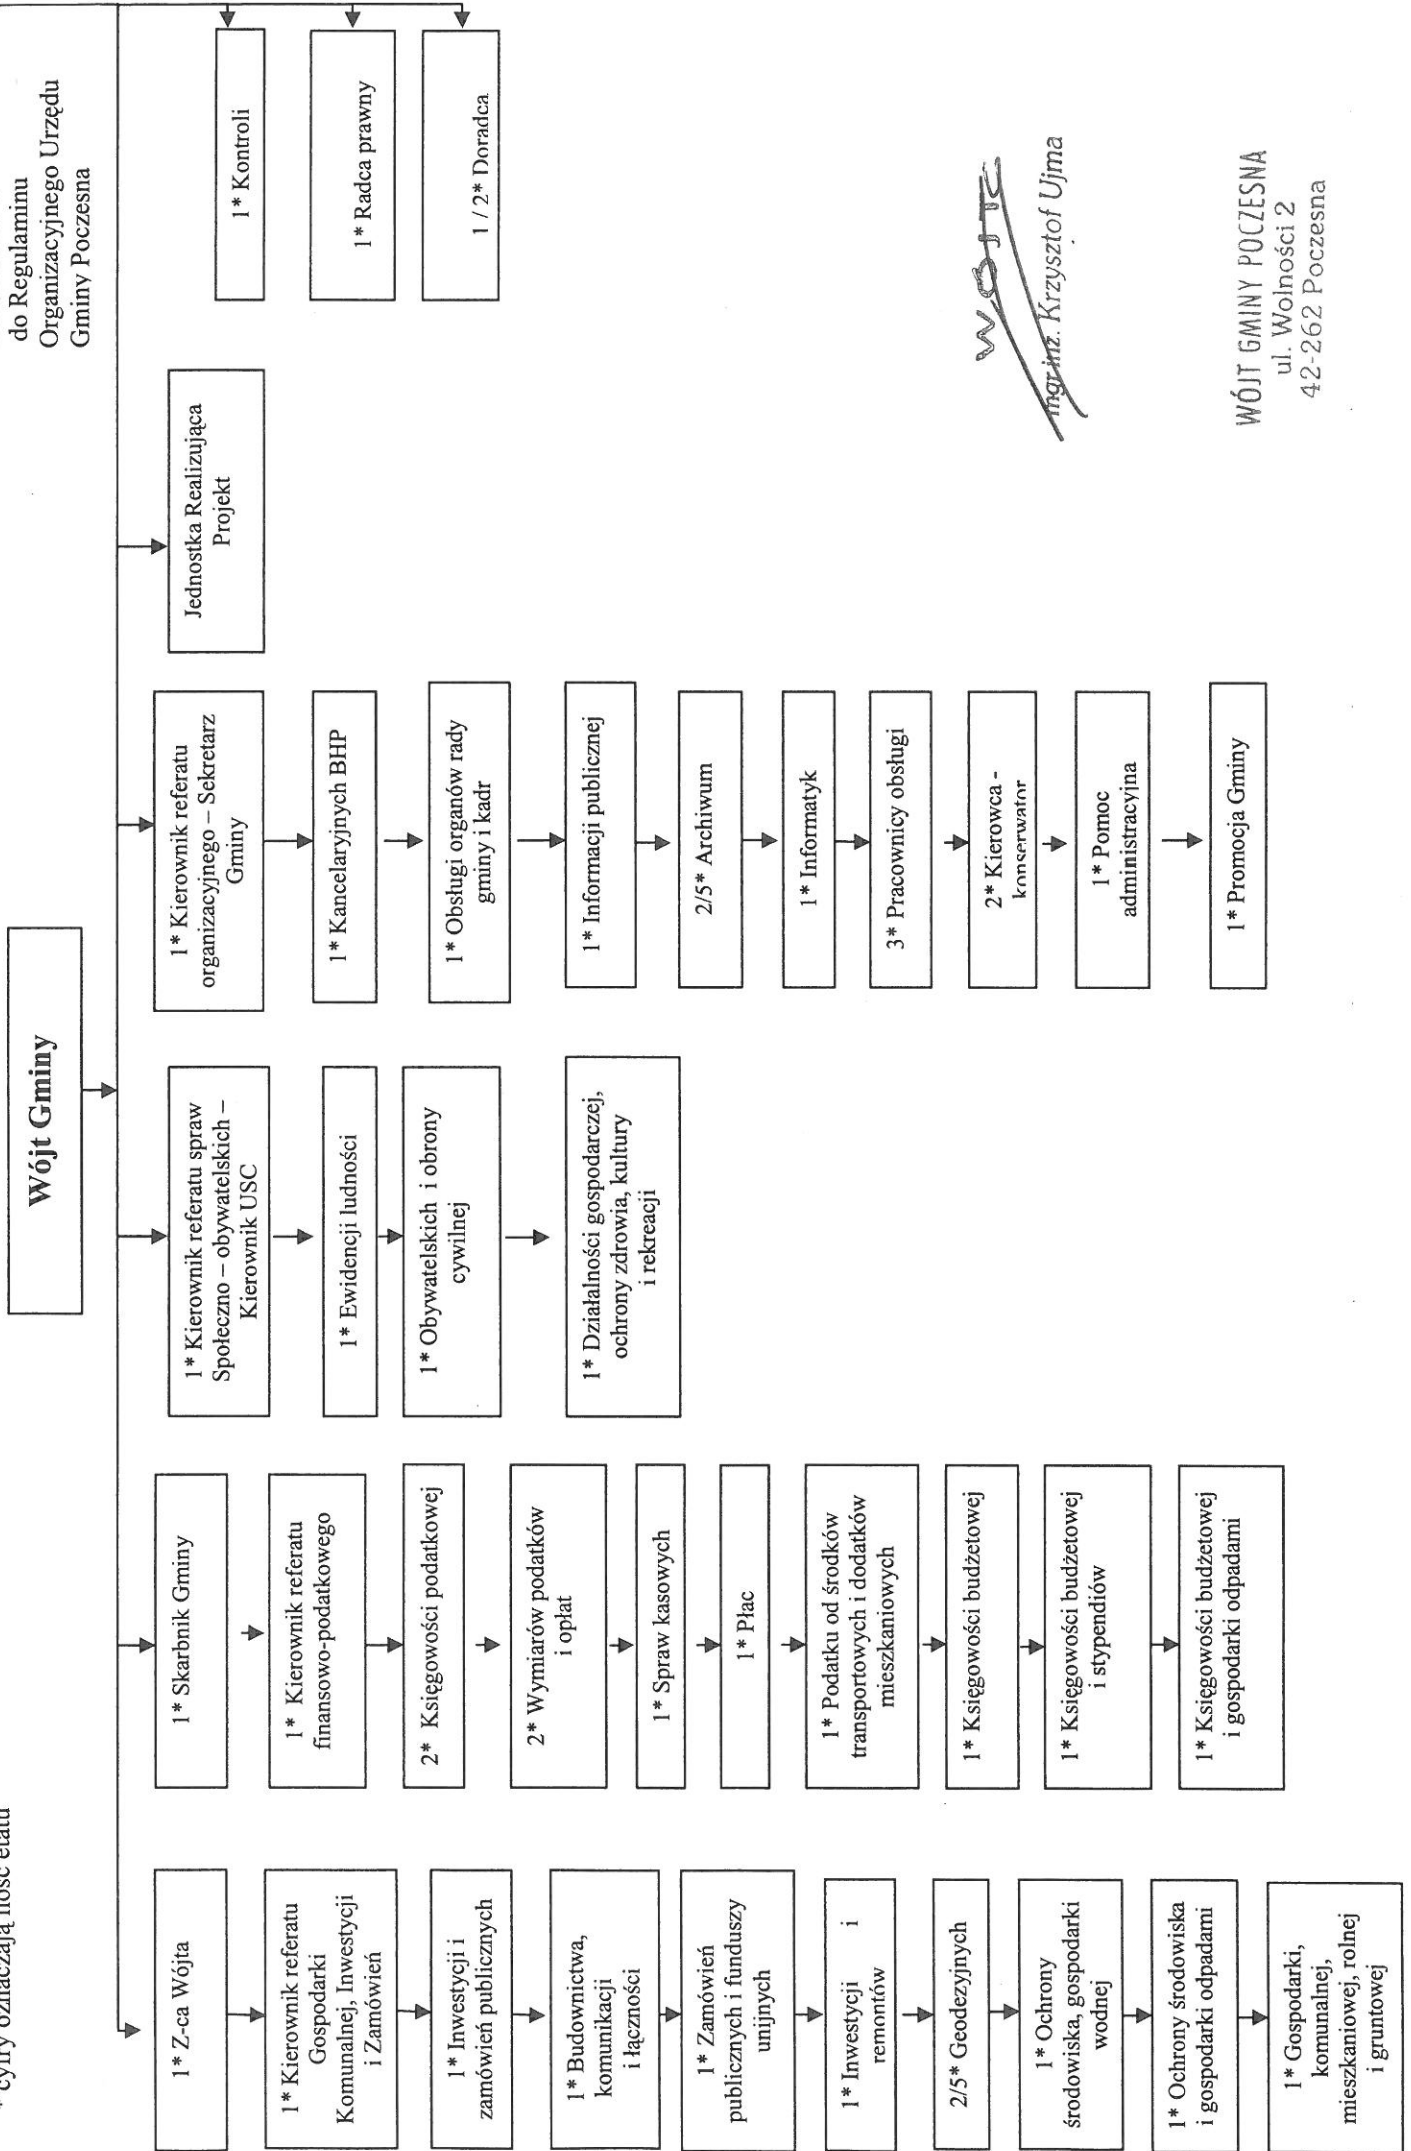 * cyfry oznaczają ilość etatu
do Regulaminu
Organizacyjnego Urzędu
Gminy Poczesna
Wójt Gminy
1* Z-ca Wójta
1* Kierownik referatu
Gospodarki
Komunalnej, Inwestycji
i Zamówień
1* Inwestycji i
zamówień publicznych
1* Budownictwa,
komunikacji
i łączności
1* Zamówień
publicznych i funduszy
unijnych
1* Inwestycji i
remontów
2/5* Geodezyjnych
1* Ochrony
środowiska, gospodarki
wodnej
1* Ochrony środowiska
i gospodarki odpadami
1* Gospodarki,
komunalnej,
mieszkaniowej, rolnej
i gruntowej
1* Skarbnik Gminy
1* Kierownik referatu
finansowo-podatkowego
2* Księgowości podatkowej
2* Wymiarów podatków
i opłat
1* Spraw kasowych
1* Płac
1* Podatku od środków
transportowych i dodatków
mieszkaniowych
1* Księgowości budżetowej
1* Księgowości budżetowej
i stypendiów
1* Księgowości budżetowej
i gospodarki odpadami
1* Kierownik referatu spraw
Społeczno – obywatelskich –
Kierownik USC
1* Ewidencji ludności
1* Obywatelskich i obrony
cywilnej
1* Działalności gospodarczej,
ochrony zdrowia, kultury
i rekreacji
1* Kierownik referatu
organizacyjnego – Sekretarz
Gminy
1* Kancelaryjnych BHP
1* Obsługi organów rady
gminy i kadr
1* Informacji publicznej
2/5* Archiwum
1* Informatyk
3* Pracownicy obsługi
2* Kierowca -
konserwator
1* Pomoc
administracyjna
1* Promocja Gminy
Jednostka Realizująca
Projekt
1* Kontroli
1* Radca prawny
1 / 2* Doradca
WÓJT
mgr inż. Krzysztof Ujma
WÓJT GMINY POCZESNA
ul. Wolności 2
42-262 Poczesna